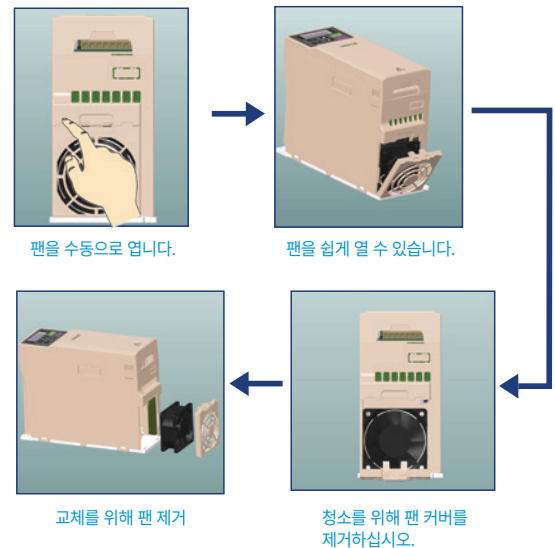 팬을 수동으로 엽니다.
팬을 쉽게 열 수 있습니다.
청소를 위해 팬 커버를
제거하십시오.
교체를 위해 팬 제거